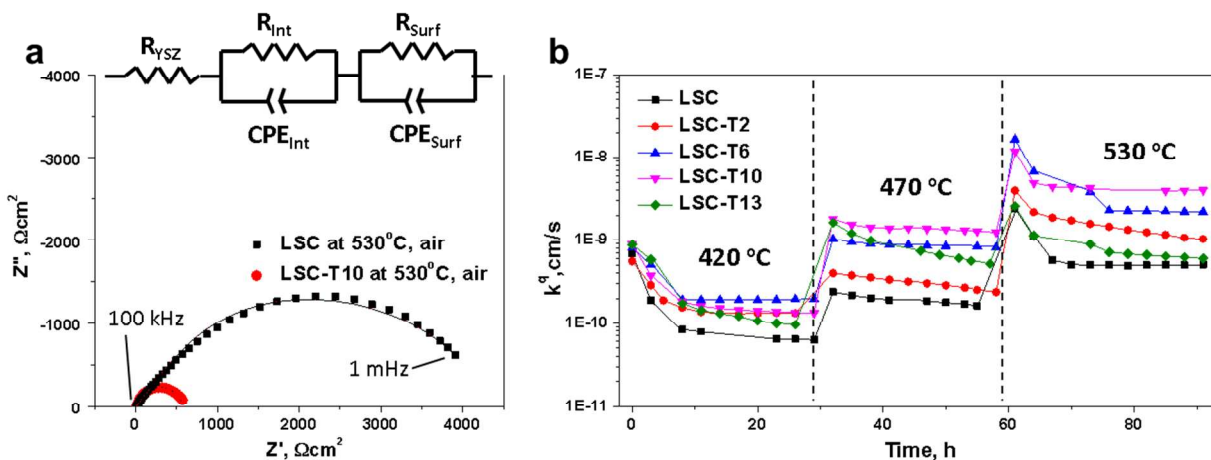 a
R_YSZ
R_Int
R_Surf
CPE_Int
CPE_Surf
-4000
-3000
-2000
-1000
0
Z'', Ωcm²
LSC at 530°C, air
LSC-T10 at 530°C, air
100 kHz
1 mHz
0 1000 2000 3000 4000
Z', Ωcm²
b
1E-7
1E-8
1E-9
1E-10
1E-11
k^q, cm/s
LSC
LSC-T2
LSC-T6
LSC-T10
LSC-T13
420 °C
470 °C
530 °C
0 20 40 60 80
Time, h